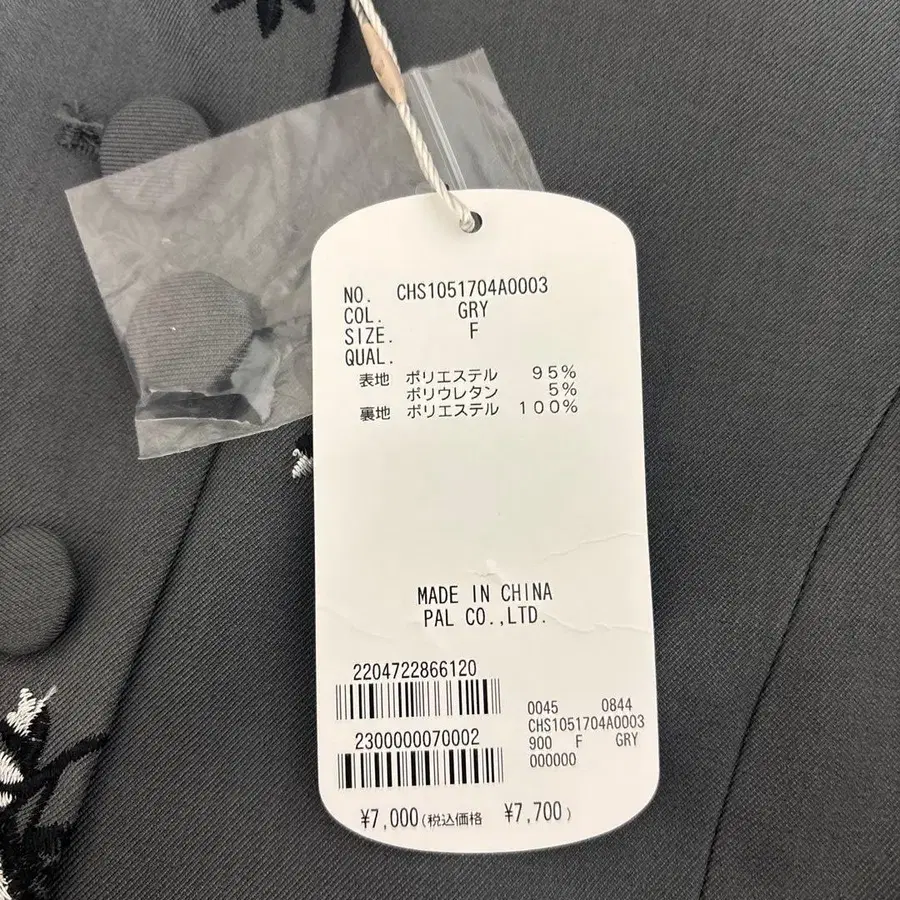 NO. CHS1051704A0003
COL. GRY
SIZE. F
QUAL.
表地 ポリエステル 95%
ポリウレタン 5%
裏地 ポリエステル 100%
MADE IN CHINA
PAL CO.,LTD.
2204722866120
2300000070002
0045 0844
CHS1051704A0003
900 F GRY
000000
¥7,000(税込価格 ¥7,700)